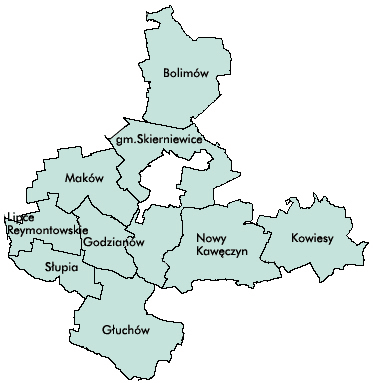 Bolimów
gm.Skierniewice
Maków
Lipce
Reymontowskie
Godzianów
Nowy
Kawęczyn
Kowiesy
Słupia
Głuchów